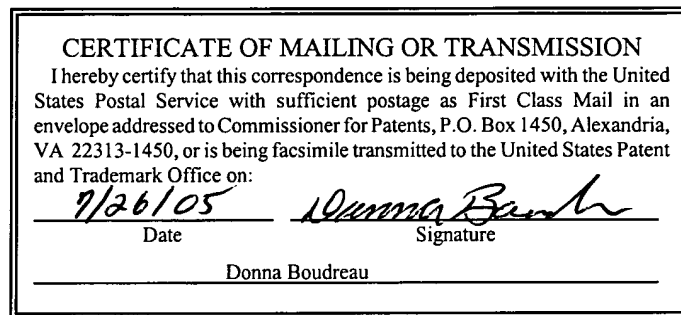 CERTIFICATE OF MAILING OR TRANSMISSION
I hereby certify that this correspondence is being deposited with the United
States Postal Service with sufficient postage as First Class Mail in an
envelope addressed to Commissioner for Patents, P.O. Box 1450, Alexandria,
VA 22313-1450, or is being facsimile transmitted to the United States Patent
and Trademark Office on:
7/26/05 Donna Boudreau
Date Signature
Donna Boudreau